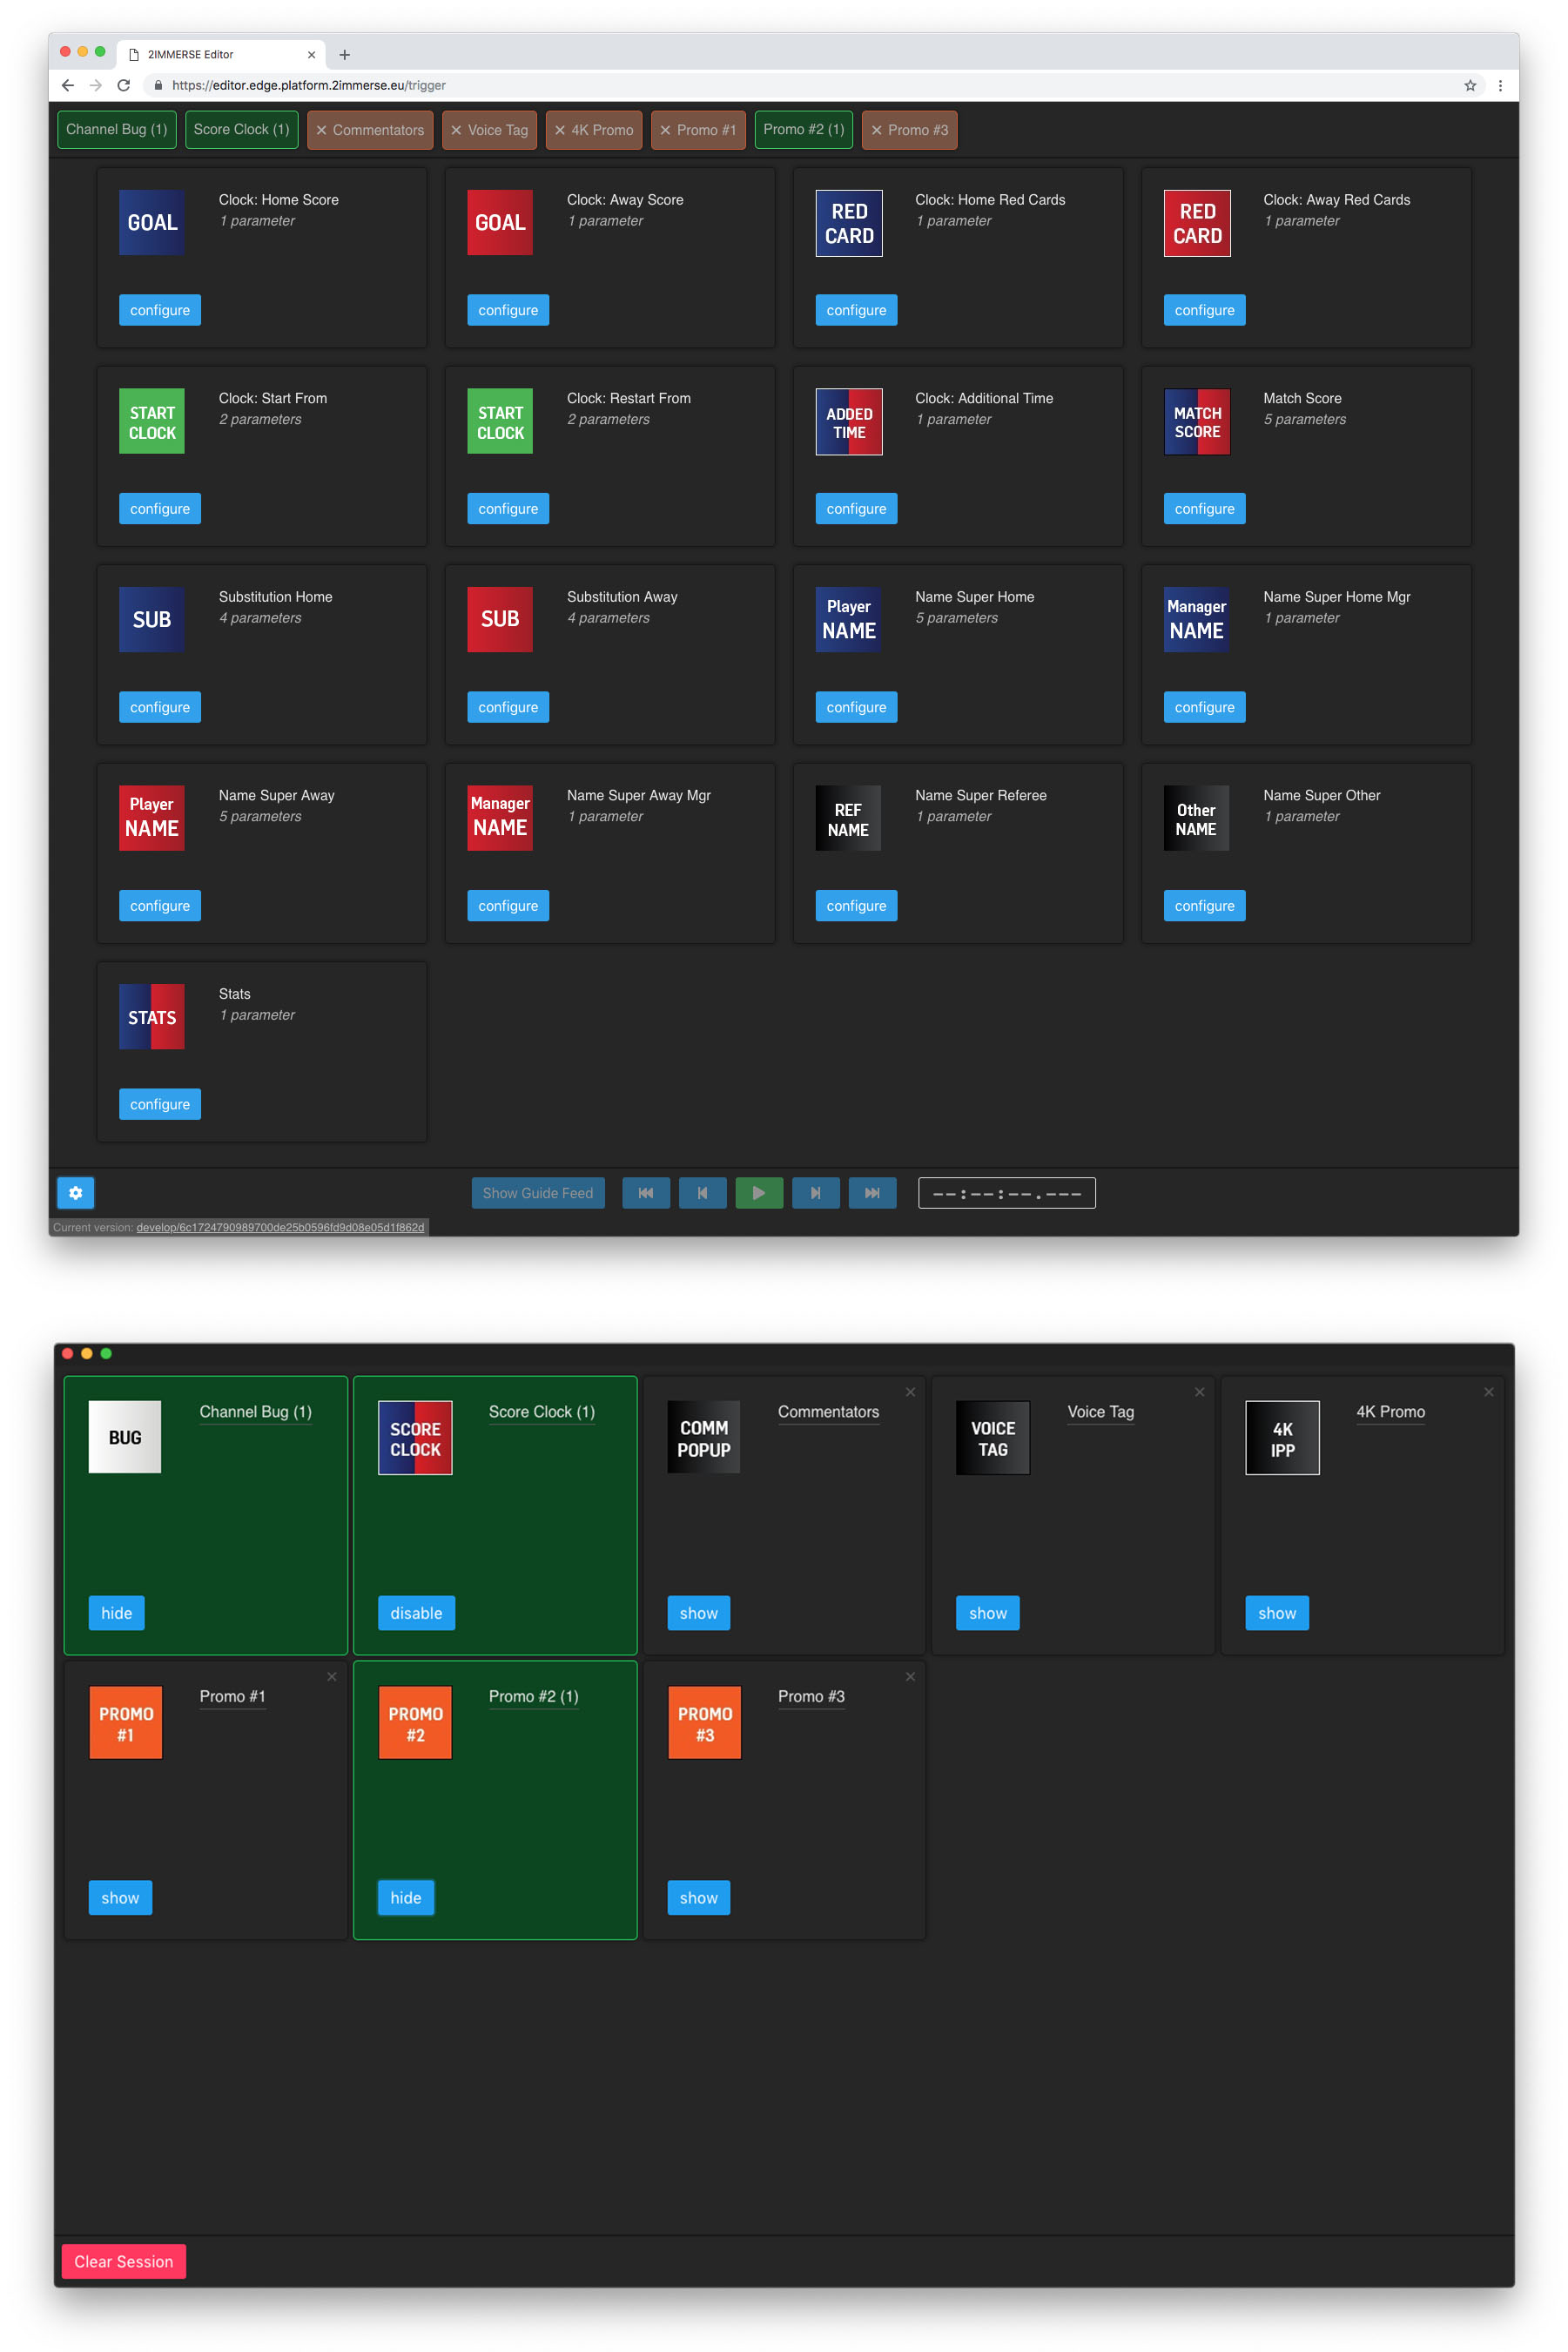 2IMMERSE Editor
https://editor.edge.platform.2immerse.eu/trigger
Channel Bug (1) Score Clock (1) × Commentators × Voice Tag × 4K Promo × Promo #1 Promo #2 (1) × Promo #3
GOAL
Clock: Home Score
1 parameter
configure
GOAL
Clock: Away Score
1 parameter
configure
RED
CARD
Clock: Home Red Cards
1 parameter
configure
RED
CARD
Clock: Away Red Cards
1 parameter
configure
START
CLOCK
Clock: Start From
2 parameters
configure
START
CLOCK
Clock: Restart From
2 parameters
configure
ADDED
TIME
Clock: Additional Time
1 parameter
configure
MATCH
SCORE
Match Score
5 parameters
configure
SUB
Substitution Home
4 parameters
configure
SUB
Substitution Away
4 parameters
configure
Player
NAME
Name Super Home
5 parameters
configure
Manager
NAME
Name Super Home Mgr
1 parameter
configure
Player
NAME
Name Super Away
5 parameters
configure
Manager
NAME
Name Super Away Mgr
1 parameter
configure
REF
NAME
Name Super Referee
1 parameter
configure
Other
NAME
Name Super Other
1 parameter
configure
STATS
Stats
1 parameter
configure
Show Guide Feed
--:--:--.---
Current version: develop/6c1724790989700de25b0596fd9d08e05d1f862d
BUG
Channel Bug (1)
hide
SCORE
CLOCK
Score Clock (1)
disable
COMM
POPUP
Commentators
show
VOICE
TAG
Voice Tag
show
4K
IPP
4K Promo
show
PROMO
#1
Promo #1
show
PROMO
#2
Promo #2 (1)
hide
PROMO
#3
Promo #3
show
Clear Session